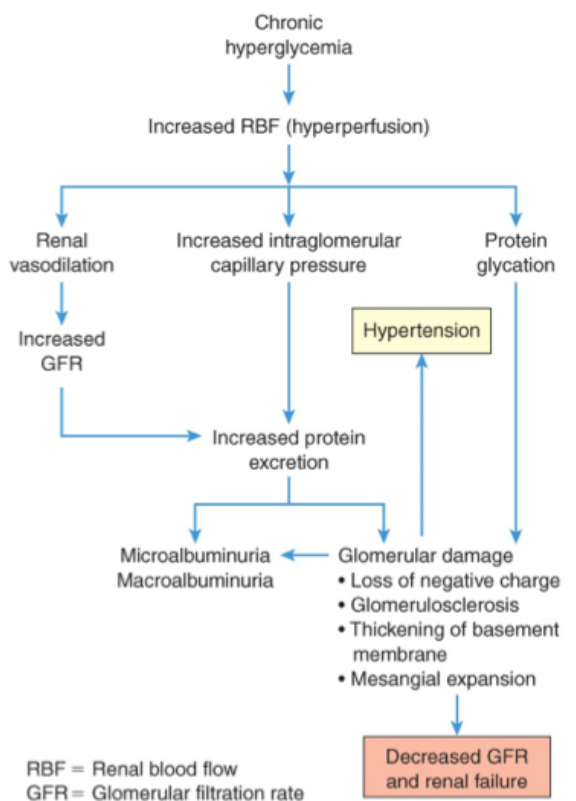 Chronic
hyperglycemia
Increased RBF (hyperperfusion)
Renal
vasodilation
Increased intraglomerular
capillary pressure
Protein
glycation
Increased
GFR
Hypertension
Increased protein
excretion
Microalbuminuria
Macroalbuminuria
Glomerular damage
• Loss of negative charge
• Glomerulosclerosis
• Thickening of basement
membrane
• Mesangial expansion
Decreased GFR
and renal failure
RBF = Renal blood flow
GFR = Glomerular filtration rate